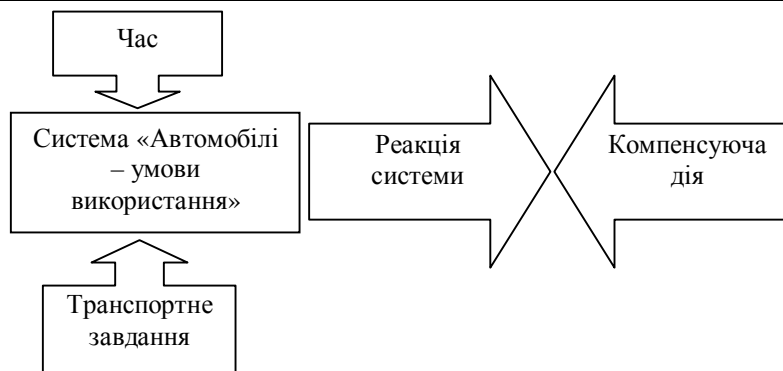 Час
Система «Автомобілі
– умови
використання»
Реакція
системи
Компенсуюча
дія
Транспортне
завдання